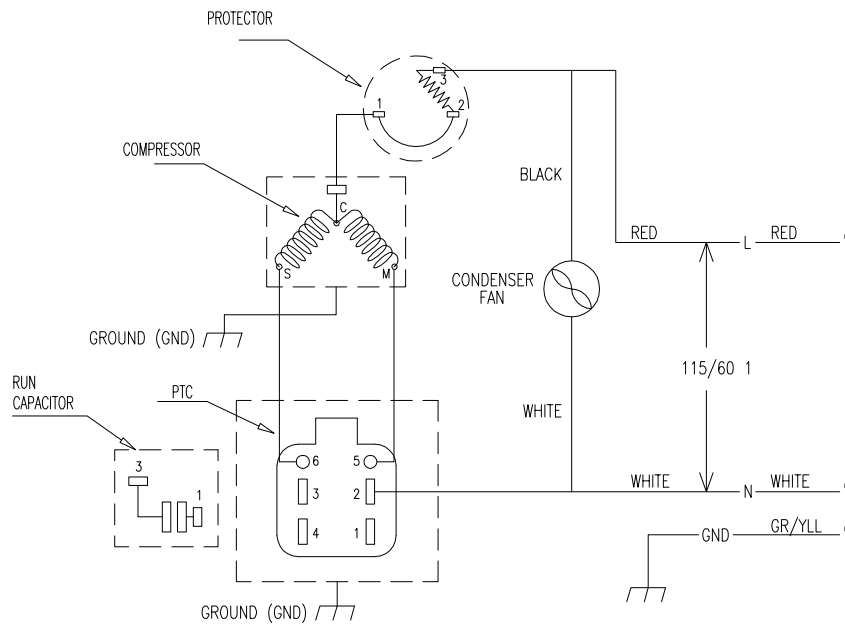 PROTECTOR
3
1
2
COMPRESSOR
C
S
M
BLACK
RED
L
RED
CONDENSER
FAN
GROUND (GND)
115/60 1
RUN
CAPACITOR
PTC
WHITE
6
5
3
1
3
2
4
1
WHITE
N
WHITE
GND
GR/YLL
GROUND (GND)